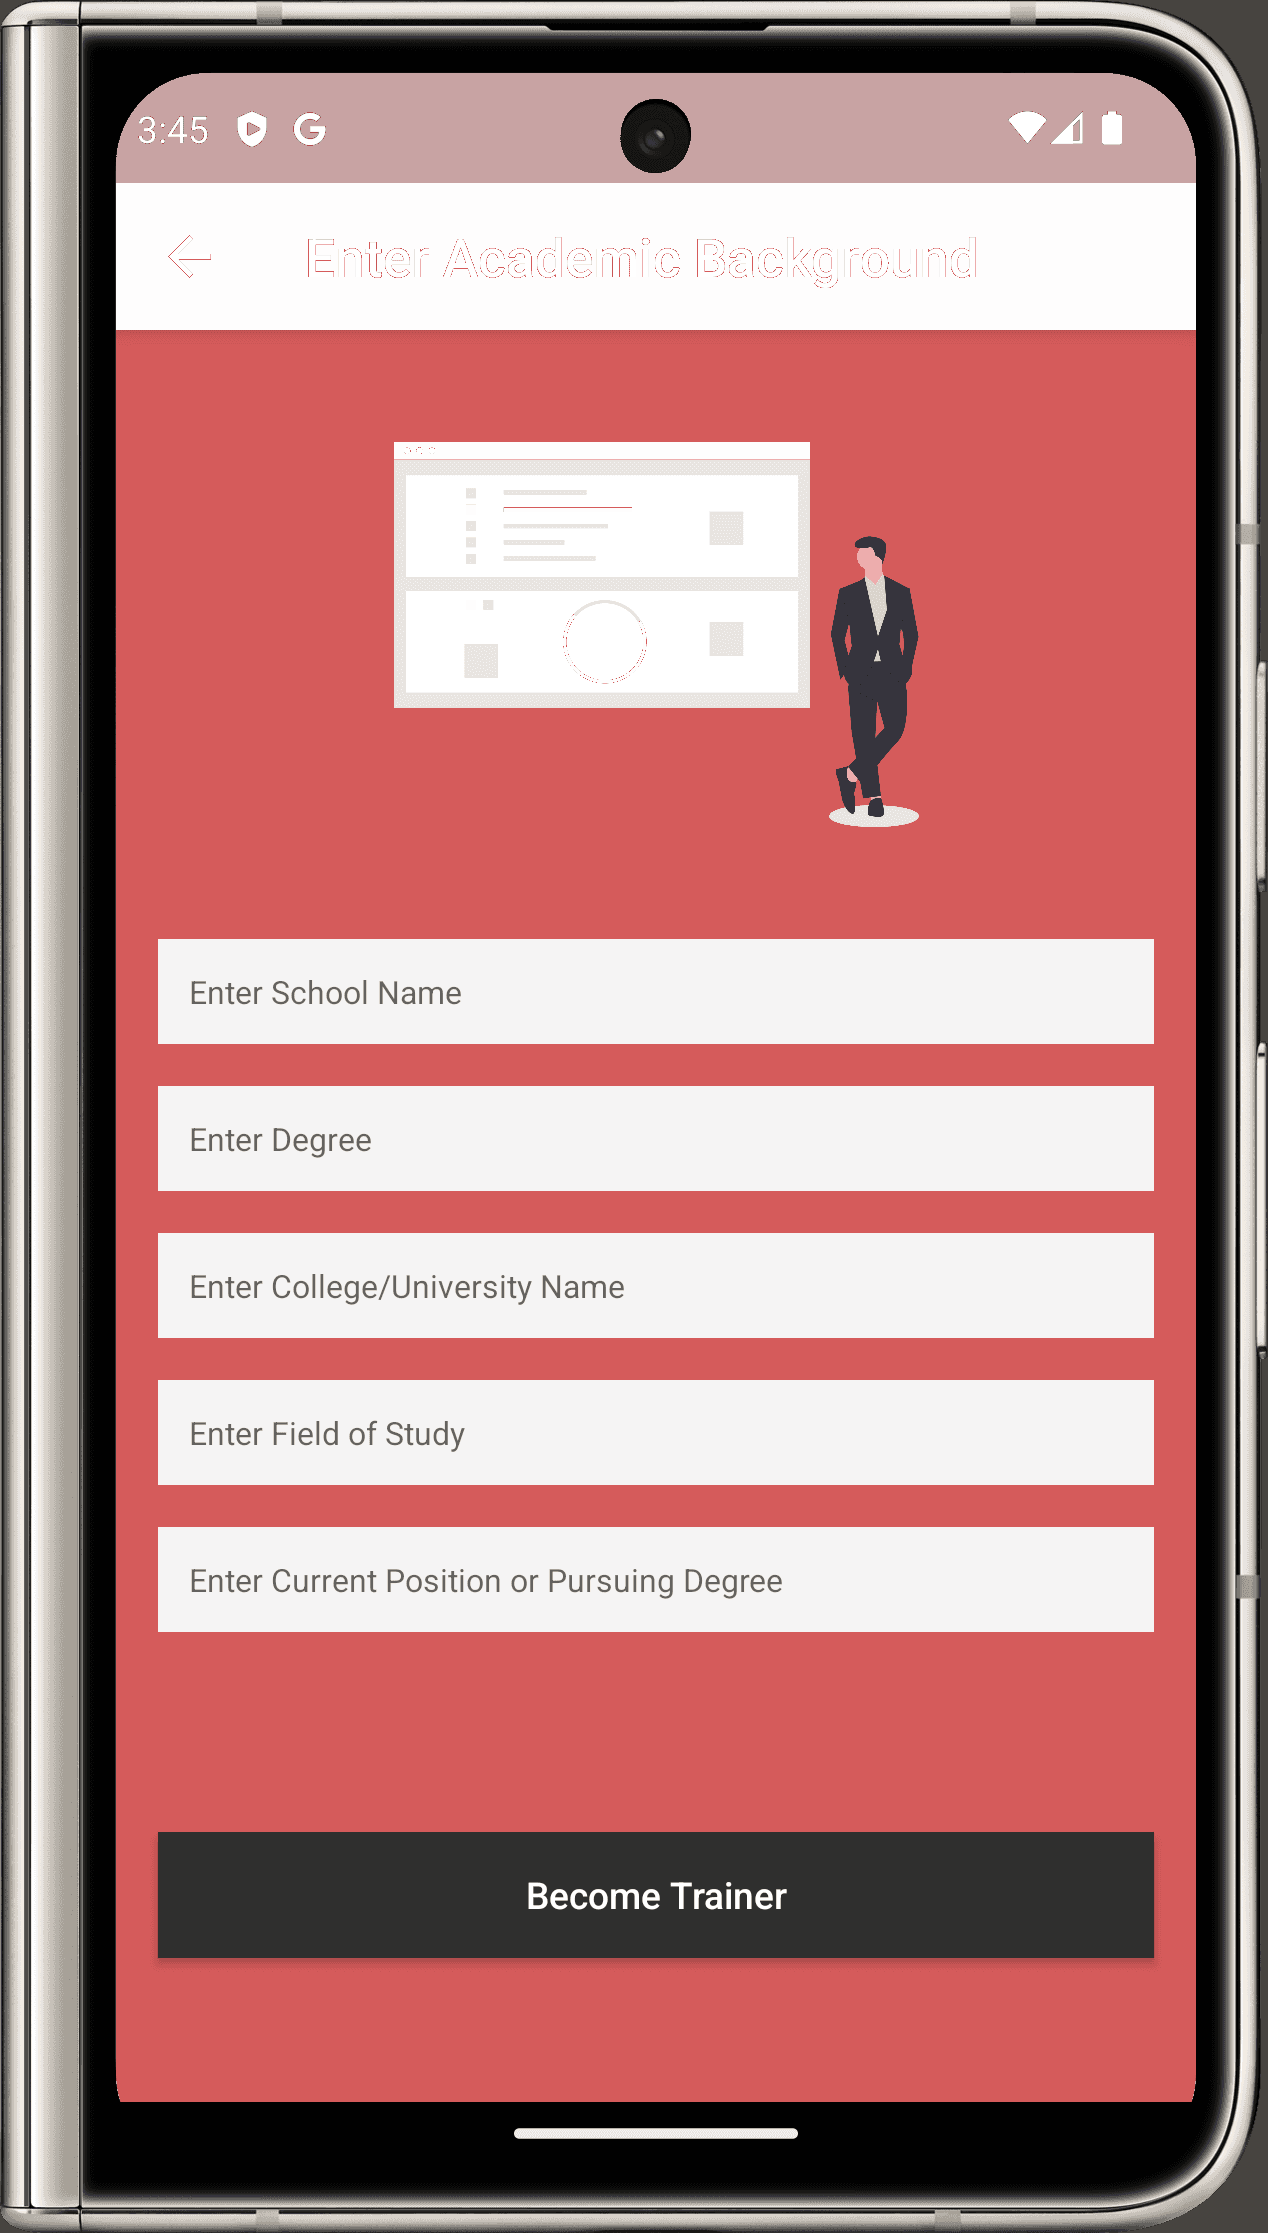 3:45
Enter Academic Background
Enter School Name
Enter Degree
Enter College/University Name
Enter Field of Study
Enter Current Position or Pursuing Degree
Become Trainer